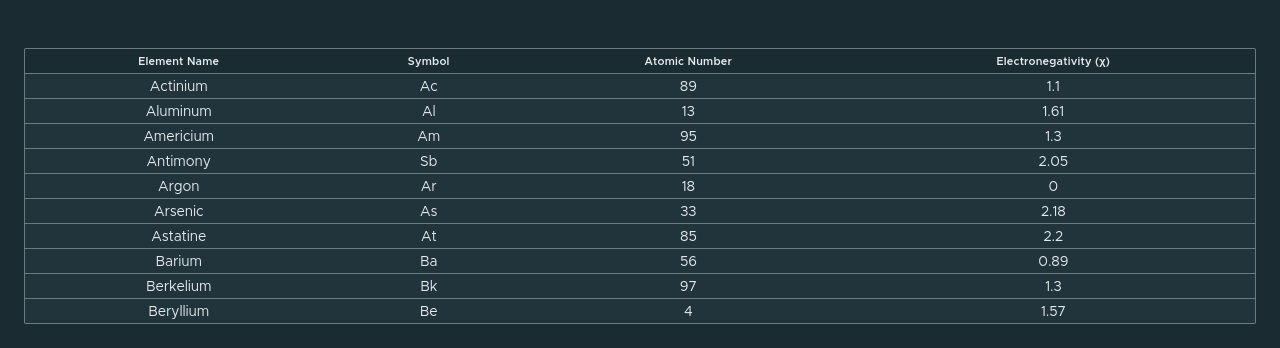 Element Name Symbol Atomic Number Electronegativity (χ)
Actinium Ac 89 1.1
Aluminum Al 13 1.61
Americium Am 95 1.3
Antimony Sb 51 2.05
Argon Ar 18 0
Arsenic As 33 2.18
Astatine At 85 2.2
Barium Ba 56 0.89
Berkelium Bk 97 1.3
Beryllium Be 4 1.57